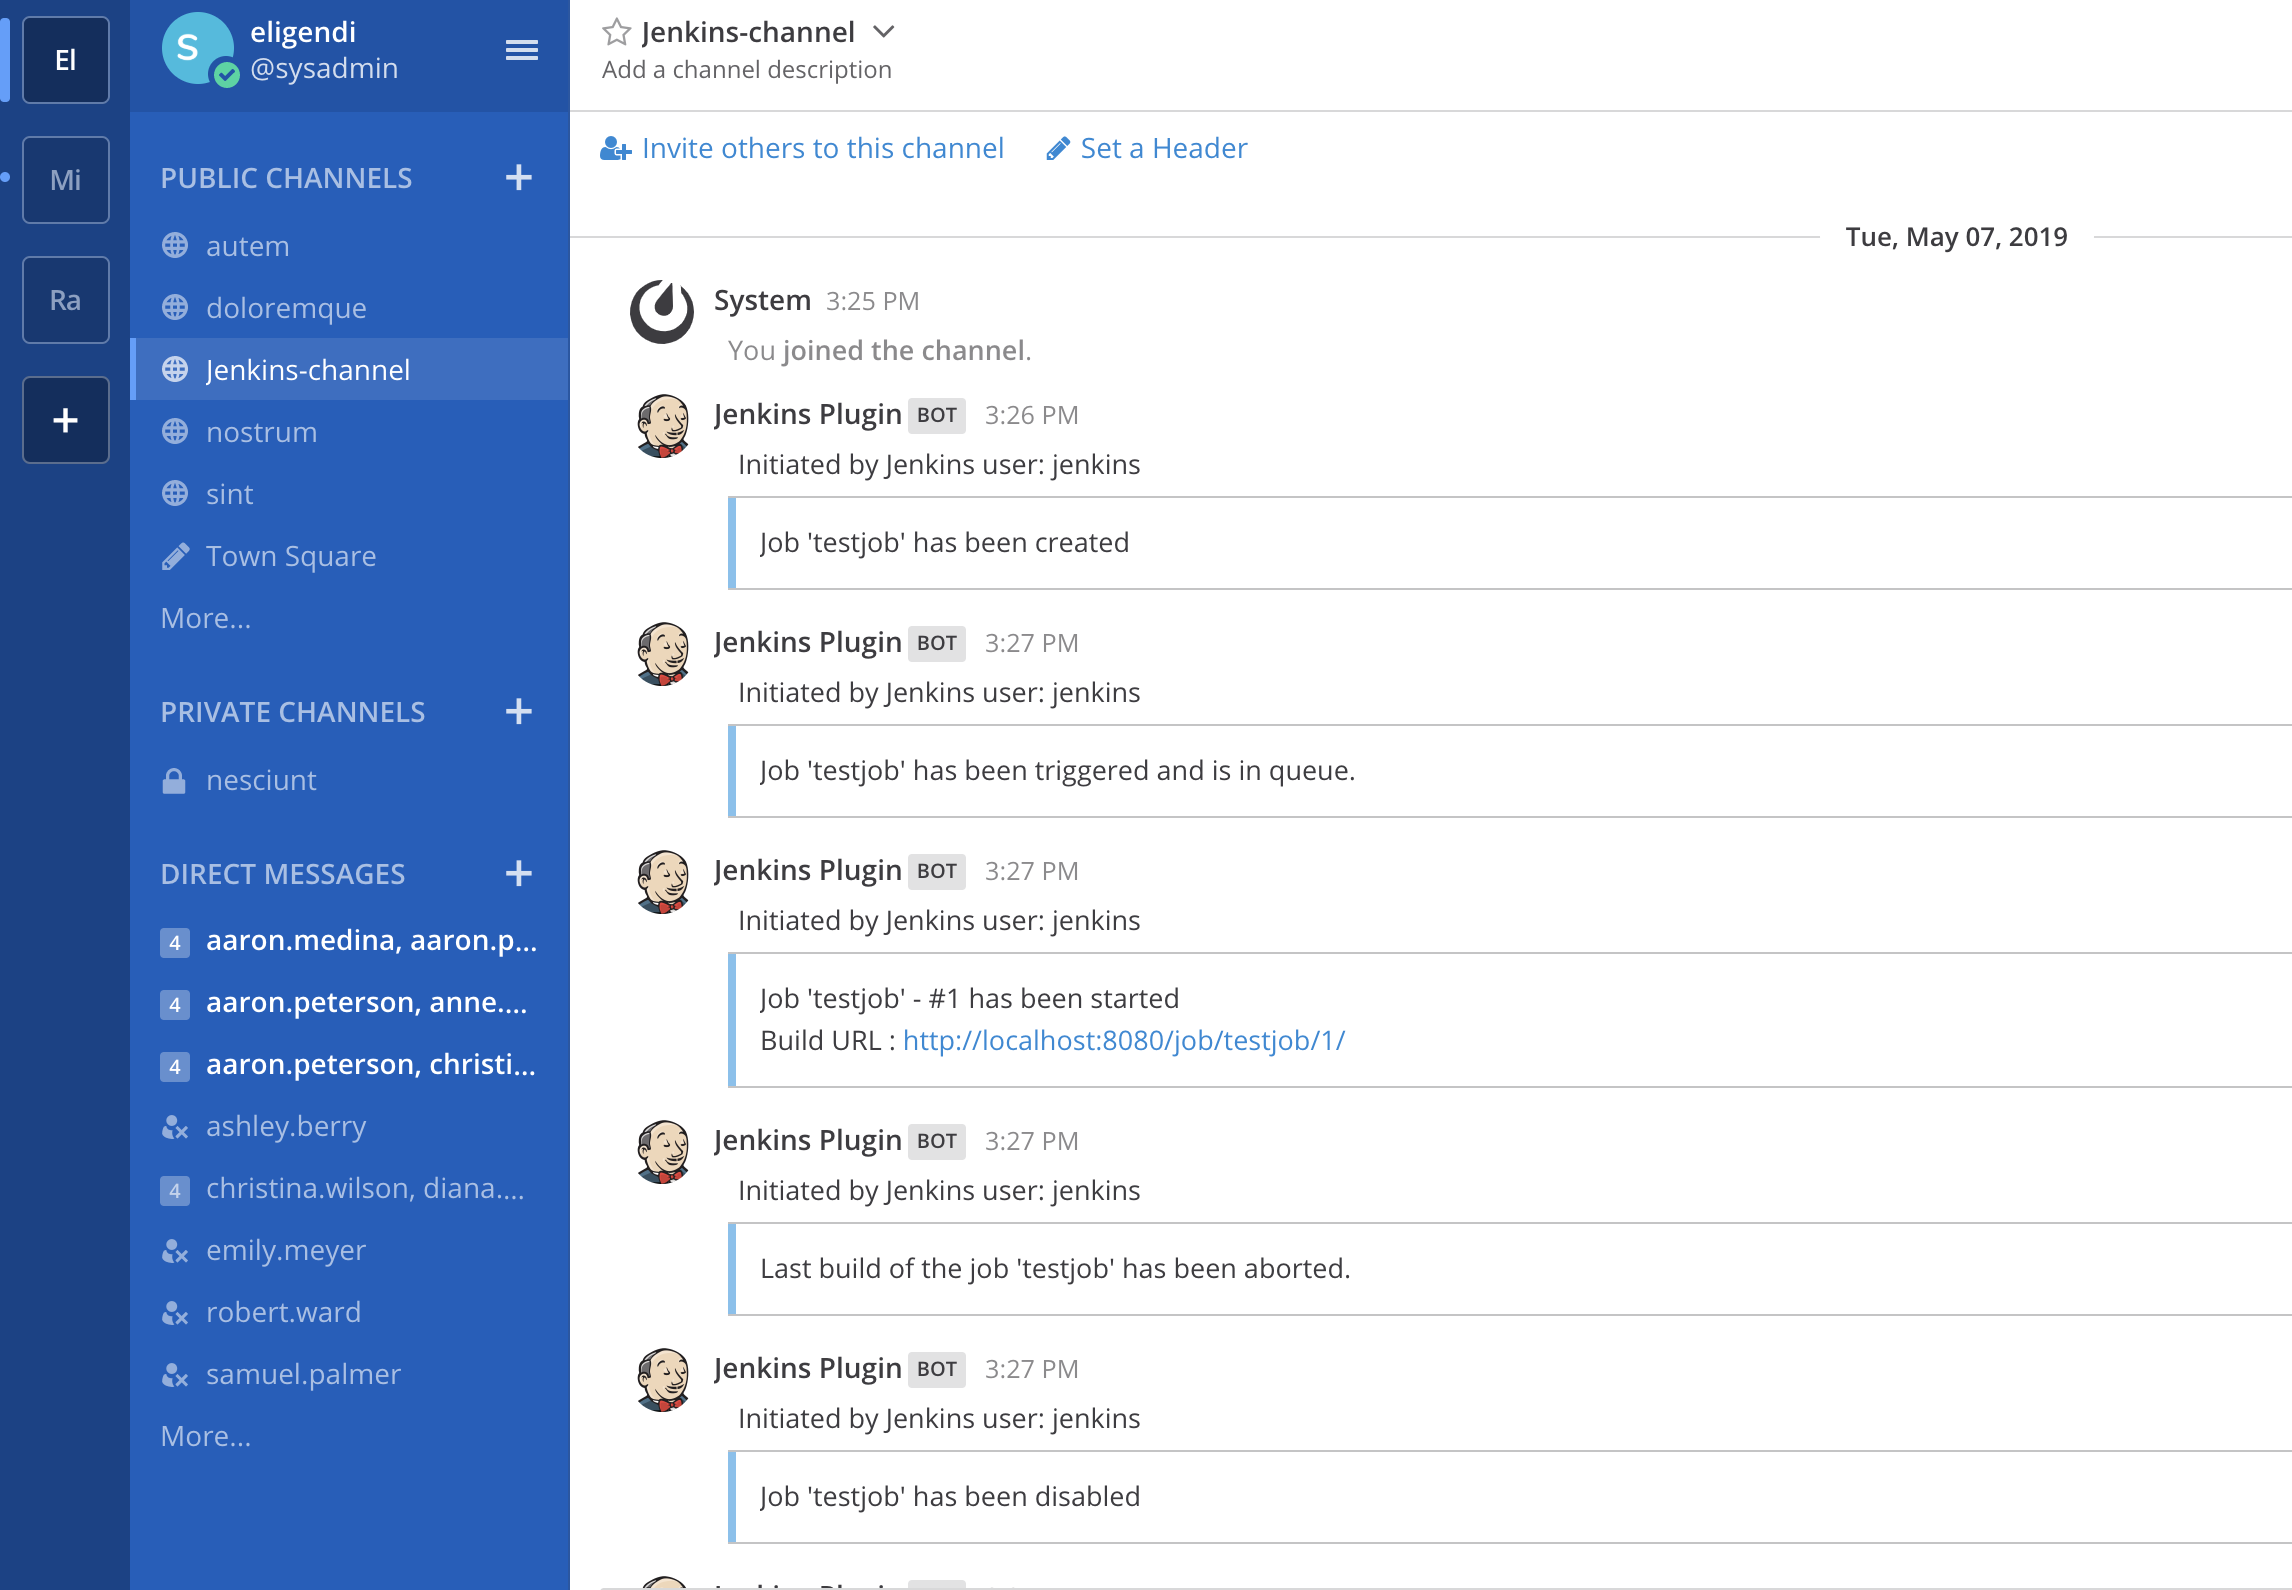 El
Mi
Ra
+
S
eligendi
@sysadmin
PUBLIC CHANNELS +
autem
doloremque
Jenkins-channel
nostrum
sint
Town Square
More...
PRIVATE CHANNELS +
nesciunt
DIRECT MESSAGES +
4 aaron.medina, aaron.p...
4 aaron.peterson, anne....
4 aaron.peterson, christi...
ashley.berry
4 christina.wilson, diana....
emily.meyer
robert.ward
samuel.palmer
More...
Jenkins-channel
Add a channel description
Invite others to this channel Set a Header
Tue, May 07, 2019
System 3:25 PM
You joined the channel.
Jenkins Plugin BOT 3:26 PM
Initiated by Jenkins user: jenkins
Job 'testjob' has been created
Jenkins Plugin BOT 3:27 PM
Initiated by Jenkins user: jenkins
Job 'testjob' has been triggered and is in queue.
Jenkins Plugin BOT 3:27 PM
Initiated by Jenkins user: jenkins
Job 'testjob' - #1 has been started
Build URL : http://localhost:8080/job/testjob/1/
Jenkins Plugin BOT 3:27 PM
Initiated by Jenkins user: jenkins
Last build of the job 'testjob' has been aborted.
Jenkins Plugin BOT 3:27 PM
Initiated by Jenkins user: jenkins
Job 'testjob' has been disabled